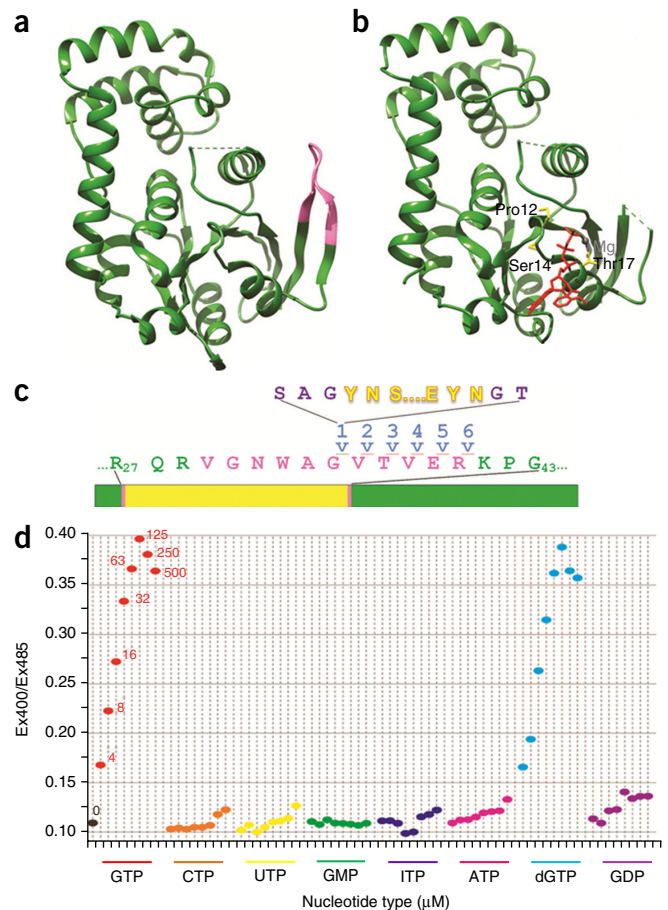 a
b
Pro12
Mg
Ser14
Thr17
c
S A G Y N S....E Y N G T
1 2 3 4 5 6
V V V V V V
...R27 Q R V G N W A G V T V E R K P G43...
d
0.40
0.35
0.30
0.25
0.20
0.15
0.10
Ex400/Ex485
0
4
8
16
32
63
125
250
500
GTP CTP UTP GMP ITP ATP dGTP GDP
Nucleotide type (μM)